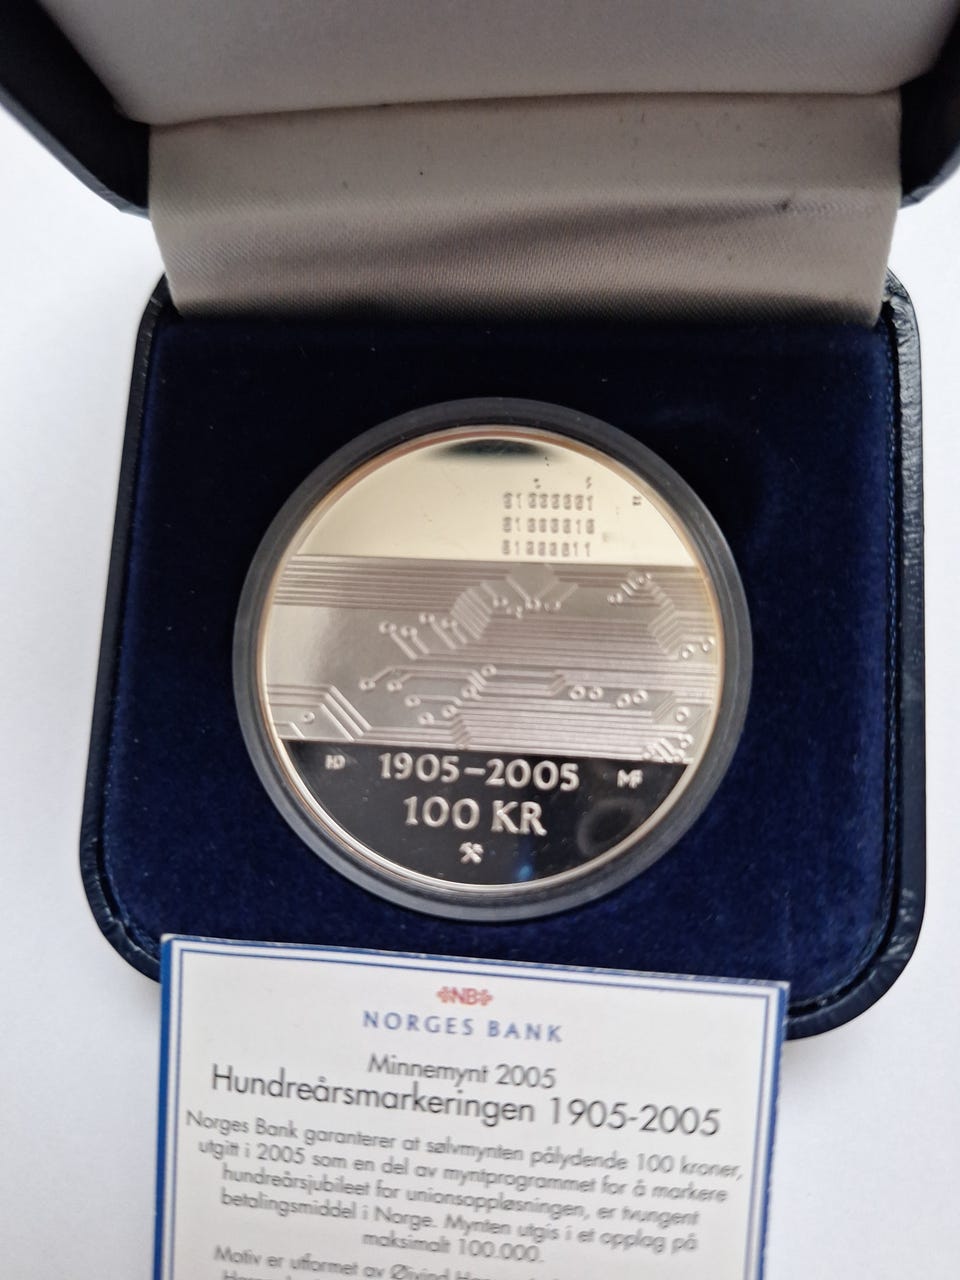 01000001
01000010
01000011
1905–2005
100 KR
NB
NORGES BANK
Minnemynt 2005
Hundreårsmarkeringen 1905-2005
Norges Bank garanterer at sølvmynten pålydende 100 kroner,
utgitt i 2005 som en del av myntprogrammet for å markere
hundreårsjubileet for unionsoppløsningen, er tvungent
betalingsmiddel i Norge. Mynten utgis i et opplag på
maksimalt 100.000.
Motiv er utformet av Øivind